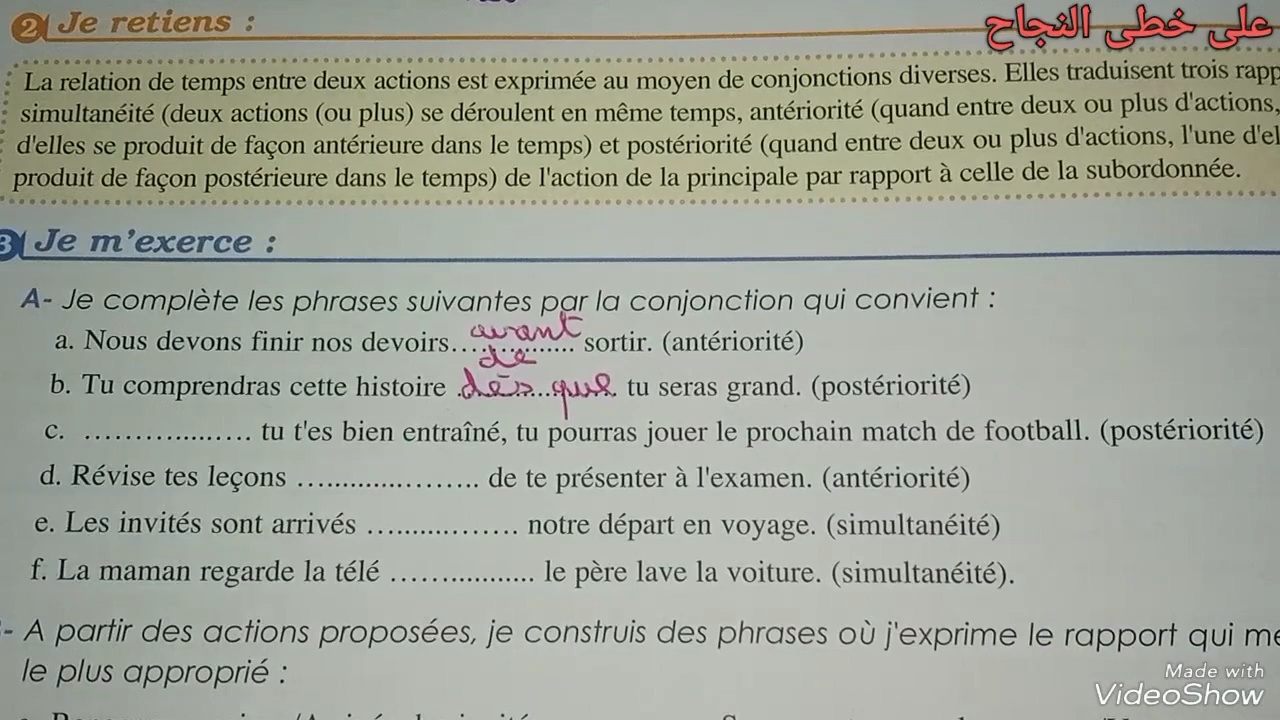 2 Je retiens :
على خطى النجاح
La relation de temps entre deux actions est exprimée au moyen de conjonctions diverses. Elles traduisent trois rapp
simultanéité (deux actions (ou plus) se déroulent en même temps, antériorité (quand entre deux ou plus d'actions,
d'elles se produit de façon antérieure dans le temps) et postériorité (quand entre deux ou plus d'actions, l'une d'el
produit de façon postérieure dans le temps) de l'action de la principale par rapport à celle de la subordonnée.
3 Je m'exerce :
A- Je complète les phrases suivantes par la conjonction qui convient :
a. Nous devons finir nos devoirs avant de sortir. (antériorité)
b. Tu comprendras cette histoire dès que tu seras grand. (postériorité)
c. .................... tu t'es bien entraîné, tu pourras jouer le prochain match de football. (postériorité)
d. Révise tes leçons ...................... de te présenter à l'examen. (antériorité)
e. Les invités sont arrivés .................. notre départ en voyage. (simultanéité)
f. La maman regarde la télé ................. le père lave la voiture. (simultanéité).
- A partir des actions proposées, je construis des phrases où j'exprime le rapport qui me
le plus approprié :
Made with
VideoShow